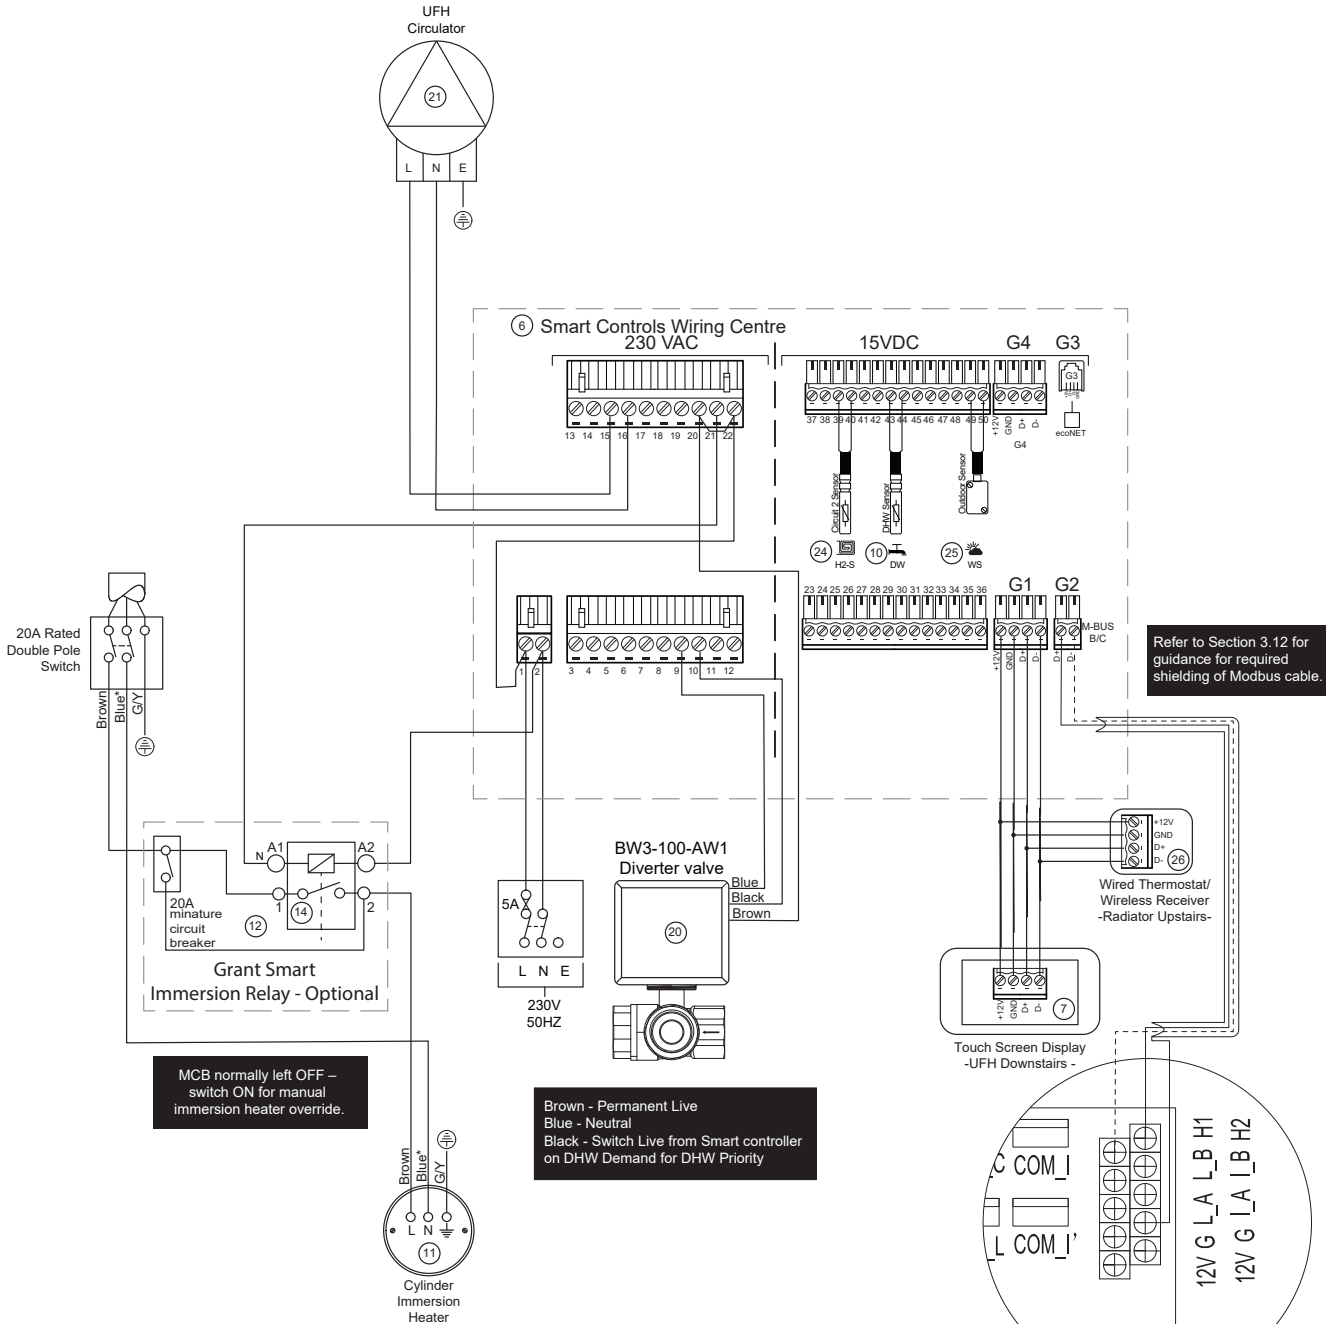 UFH
Circulator
21
L N E
6 Smart Controls Wiring Centre
230 VAC
15VDC
G4
G3
G3
13 14 15 16 17 18 19 20 21 22
37 38 39 40 41 42 43 44 45 46 47 48 49 50
+12V
GND
D+
D-
G4
ecoNET
Circuit 2 Sensor
DHW Sensor
Outdoor Sensor
24
H2-S
10
DW
25
WS
23 24 25 26 27 28 29 30 31 32 33 34 35 36
G1
G2
M-BUS
B/C
+12V
GND
D+
D-
D+
D-
1 2
3 4 5 6 7 8 9 10 11 12
Refer to Section 3.12 for
guidance for required
shielding of Modbus cable.
20A Rated
Double Pole
Switch
Brown
Blue*
G/Y
N
A1
A2
1
2
14
12
20A
minature
circuit
breaker
Grant Smart
Immersion Relay - Optional
5A
L N E
230V
50HZ
BW3-100-AW1
Diverter valve
Blue
Black
Brown
20
+12V
GND
D+
D-
26
Wired Thermostat/
Wireless Receiver
-Radiator Upstairs-
+12V
GND
D+
D-
7
Touch Screen Display
-UFH Downstairs -
MCB normally left OFF –
switch ON for manual
immersion heater override.
Brown - Permanent Live
Blue - Neutral
Black - Switch Live from Smart controller
on DHW Demand for DHW Priority
Brown
Blue*
G/Y
L N
11
Cylinder
Immersion
Heater
C COM_I
L COM_I'
12V G L_A L_B H1
12V G I_A I_B H2